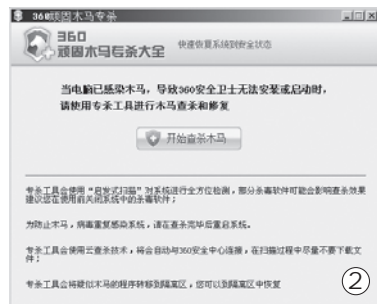 360顽固木马专杀
360
顽固木马专杀大全
快速恢复系统到安全状态
当电脑已感染木马，导致360安全卫士无法安装或启动时，
请使用专杀工具进行木马查杀和修复
开始查杀木马
专杀工具会使用“启发式扫描”对系统进行全方位检测，部分杀毒软件可能会影响查杀效果
建议您在使用前关闭系统中的杀毒软件；
为防止木马，病毒重复感染系统，请在查杀完毕后重启系统。
专杀工具会使用云查杀技术，将会自动与360安全中心连接，在扫描过程中尽量不要下载文
件；
专杀工具会将疑似木马的程序转移到隔离区，您可以到隔离区中恢复
②